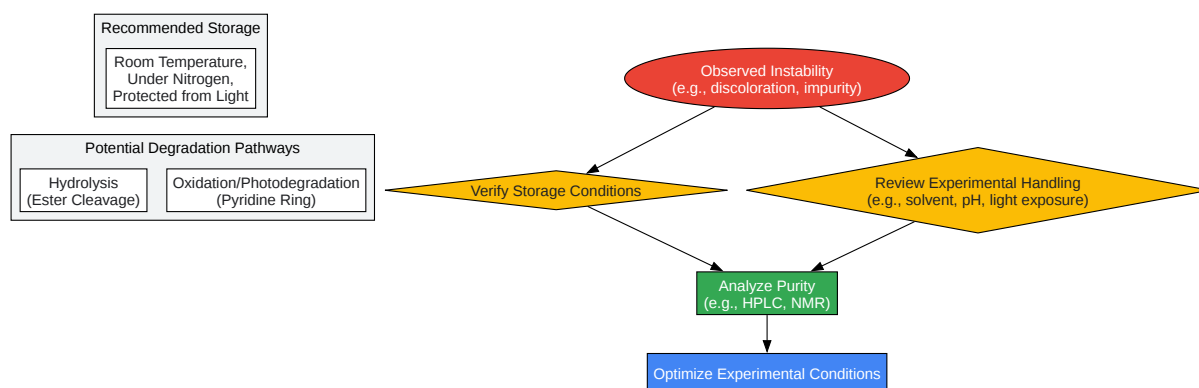 Recommended Storage
Room Temperature,
Under Nitrogen,
Protected from Light
Potential Degradation Pathways
Hydrolysis
(Ester Cleavage)
Oxidation/Photodegradation
(Pyridine Ring)
Observed Instability
(e.g., discoloration, impurity)
Verify Storage Conditions
Review Experimental Handling
(e.g., solvent, pH, light exposure)
Analyze Purity
(e.g., HPLC, NMR)
Optimize Experimental Conditions